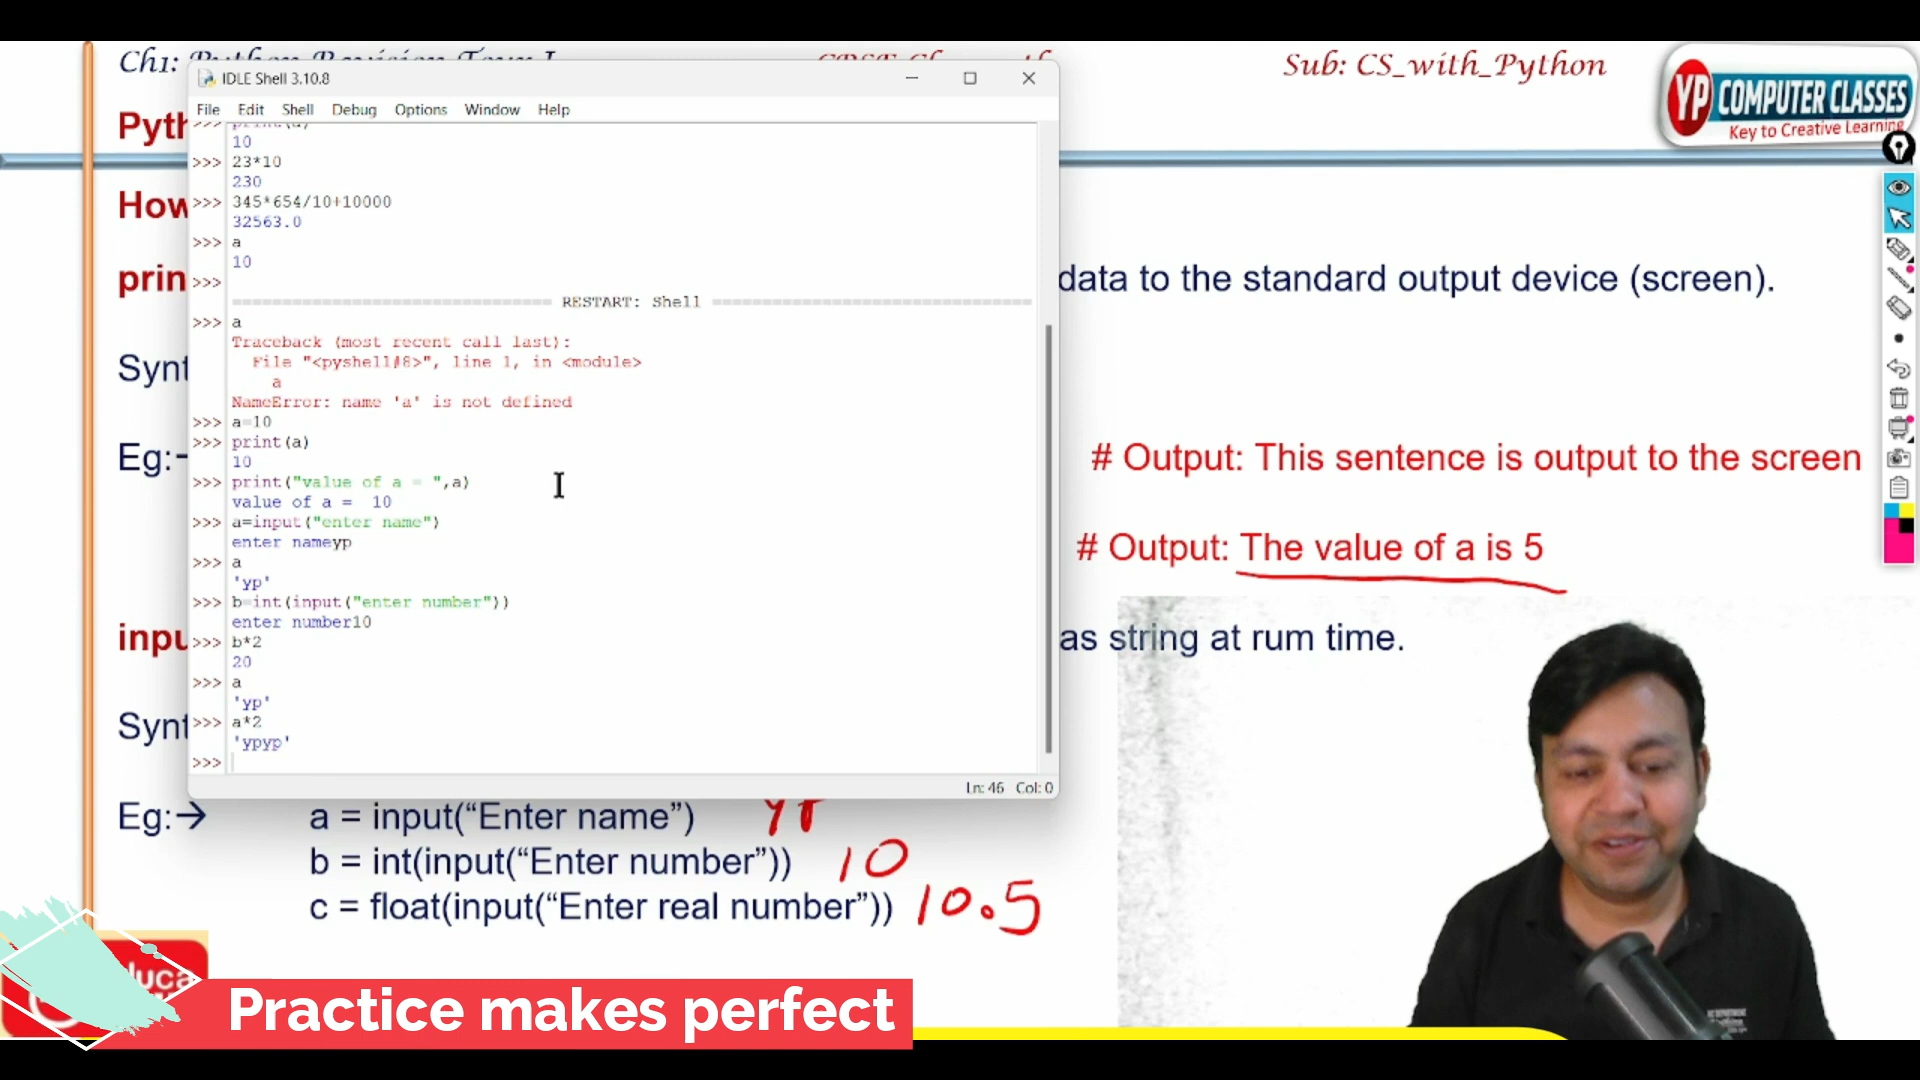 Ch1: Python Revision Tour I
Sub: CS_with_Python
YP COMPUTER CLASSES
Key to Creative Learning
IDLE Shell 3.10.8
File Edit Shell Debug Options Window Help
Pyth
>>> print(a)
10
>>> 23*10
230
How
>>> 345*654/10+10000
32563.0
>>> a
10
prin
>>>
data to the standard output device (screen).
RESTART: Shell
>>> a
Traceback (most recent call last):
File "<pyshell#8>", line 1, in <module>
a
NameError: name 'a' is not defined
Synt
>>> a=10
>>> print(a)
10
Eg:-
# Output: This sentence is output to the screen
>>> print("value of a = ",a)
value of a =  10
>>> a=input("enter name")
enter nameyp
# Output: The value of a is 5
>>> a
'yp'
>>> b=int(input("enter number"))
enter number10
inpu
>>> b*2
as string at rum time.
20
>>> a
'yp'
Synt
>>> a*2
'ypyp'
>>>
Ln: 46 Col: 0
Eg:→ a = input(“Enter name”) YP
b = int(input(“Enter number”)) 10
c = float(input(“Enter real number”)) 10.5
duca
Practice makes perfect